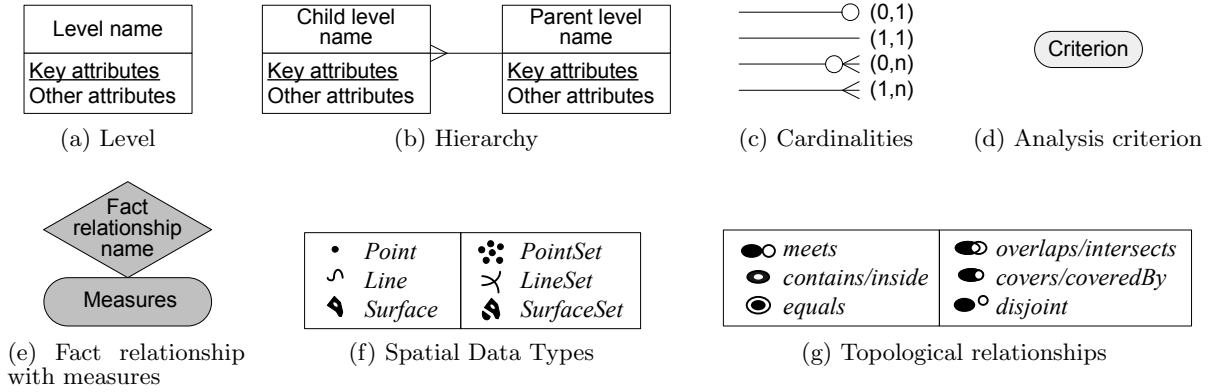 Level name
Key attributes
Other attributes
(a) Level
Child level
name
Key attributes
Other attributes
Parent level
name
Key attributes
Other attributes
(b) Hierarchy
(0,1)
(1,1)
(0,n)
(1,n)
(c) Cardinalities
Criterion
(d) Analysis criterion
Fact
relationship
name
Measures
(e) Fact relationship
with measures
Point
PointSet
Line
LineSet
Surface
SurfaceSet
(f) Spatial Data Types
meets
overlaps/intersects
contains/inside
covers/coveredBy
equals
disjoint
(g) Topological relationships